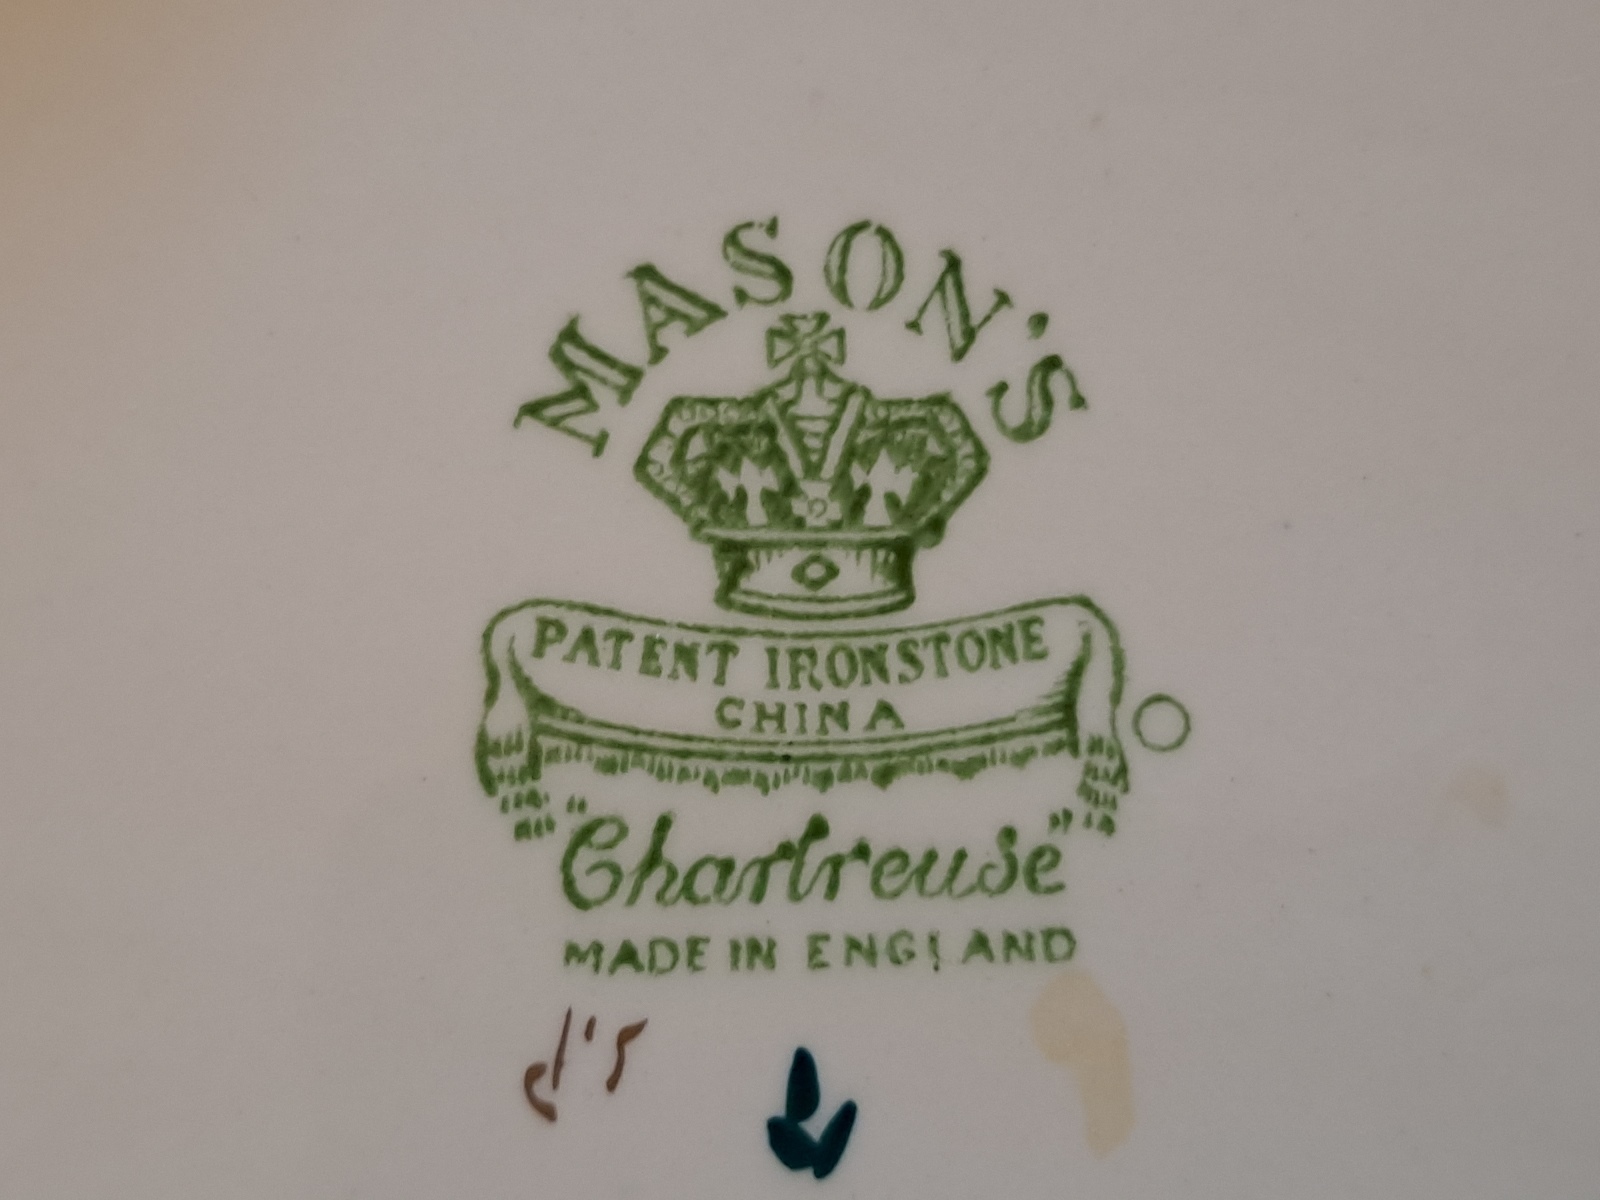 MASON'S
PATENT IRONSTONE
CHINA
"Chartreuse"
MADE IN ENGLAND